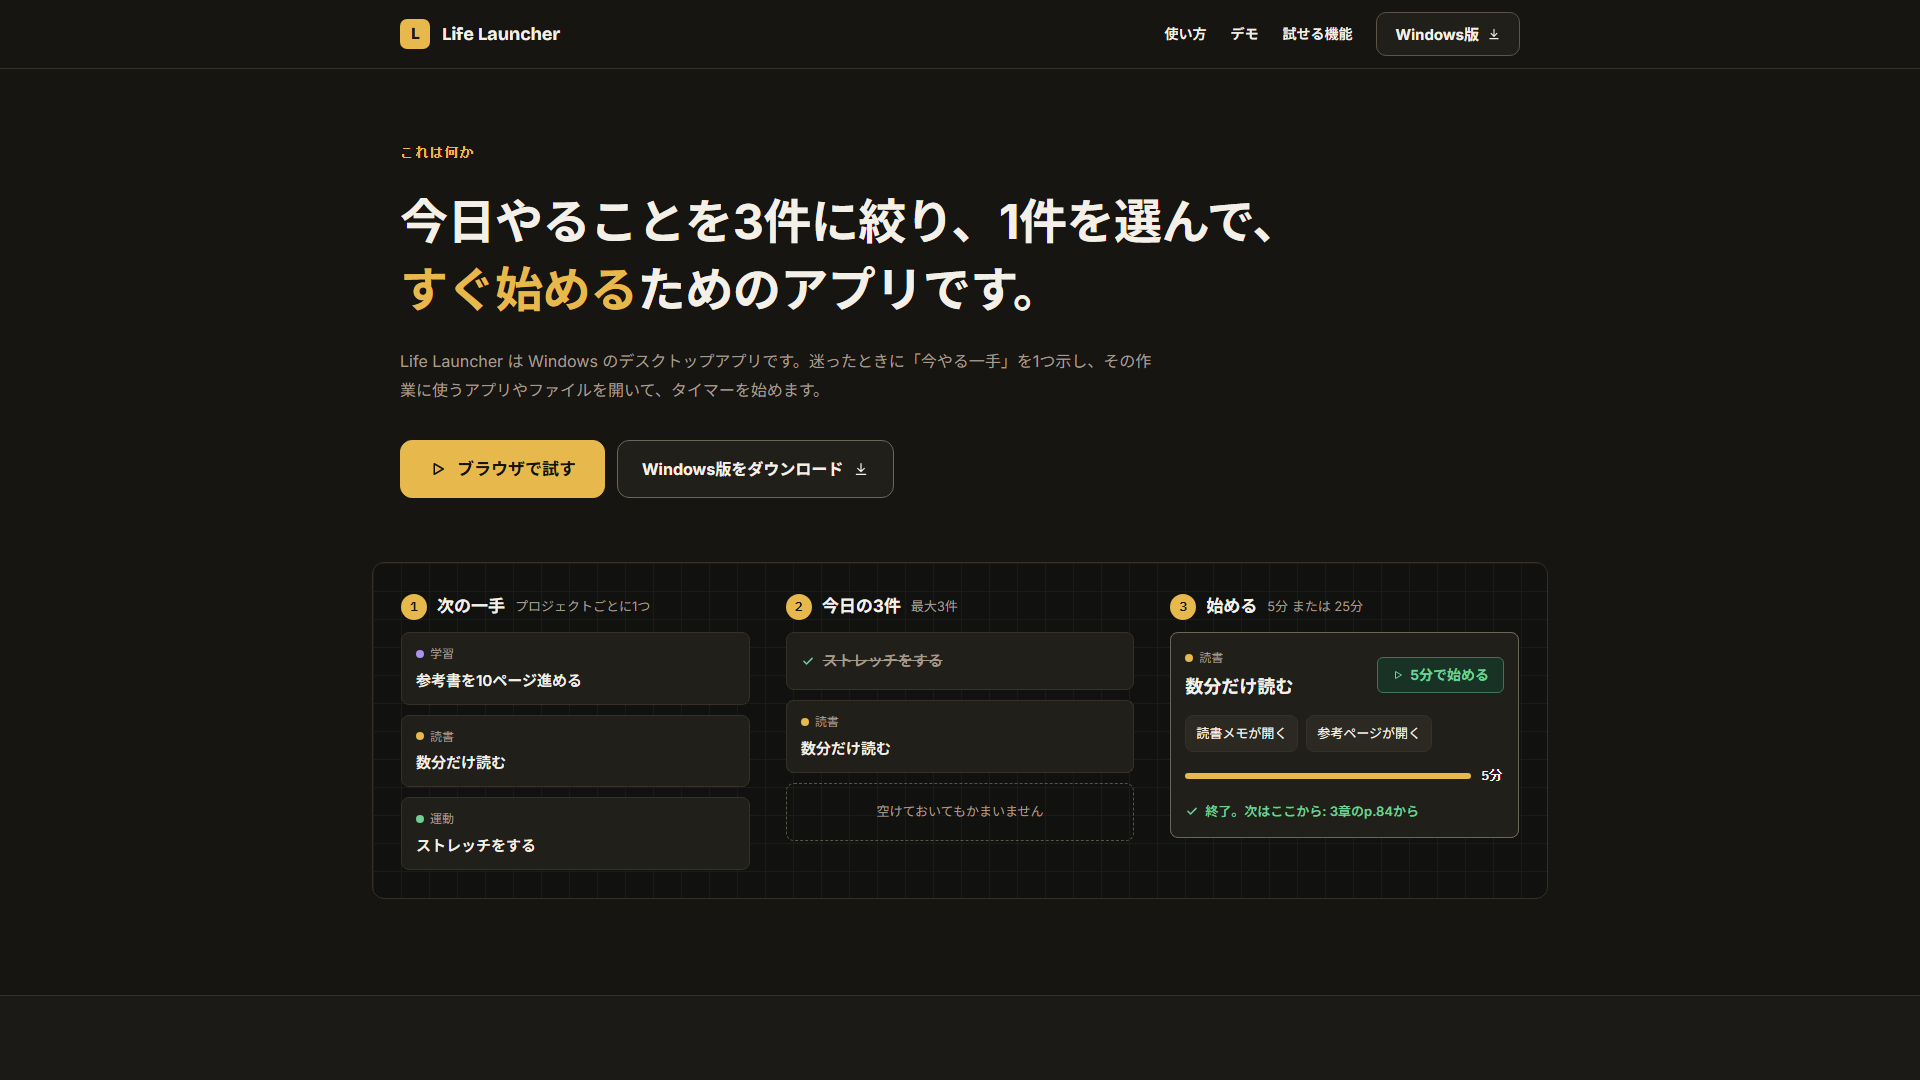 L Life Launcher
使い方 デモ 試せる機能 Windows版
これは何か
今日やることを3件に絞り、1件を選んで、
すぐ始めるためのアプリです。
Life Launcher は Windows のデスクトップアプリです。迷ったときに「今やる一手」を1つ示し、その作
業に使うアプリやファイルを開いて、タイマーを始めます。
ブラウザで試す
Windows版をダウンロード
1 次の一手 プロジェクトごとに1つ
学習
参考書を10ページ進める
読書
数分だけ読む
運動
ストレッチをする
2 今日の3件 最大3件
ストレッチをする
読書
数分だけ読む
空けておいてもかまいません
3 始める 5分 または 25分
読書
数分だけ読む
5分で始める
読書メモが開く 参考ページが開く
5分
終了。次はここから: 3章のp.84から